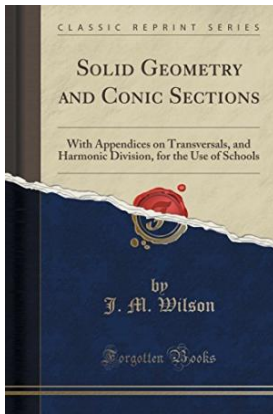 CLASSIC REPRINT SERIES
SOLID GEOMETRY
AND CONIC SECTIONS
With Appendices on Transversals, and
Harmonic Division, for the Use of Schools
by
J. M. Wilson
Forgotten Books